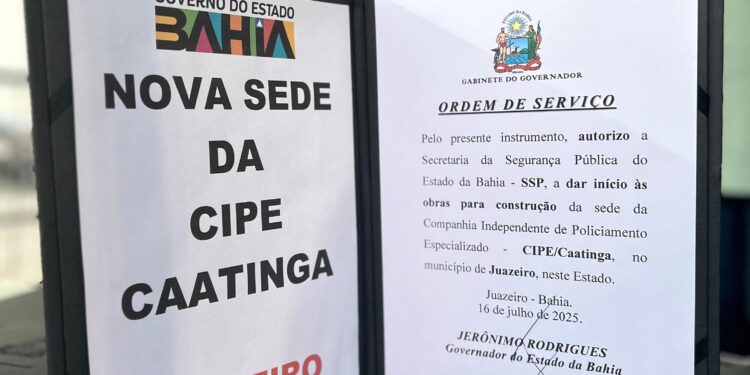 GOVERNO DO ESTADO
BAHIA
NOVA SEDE
DA
CIPE
CAATINGA
GABINETE DO GOVERNADOR
ORDEM DE SERVIÇO
Pelo presente instrumento, autorizo a
Secretaria da Segurança Pública do
Estado da Bahia - SSP, a dar início às
obras para construção da sede da
Companhia Independente de Policiamento
Especializado - CIPE/Caatinga, no
município de Juazeiro, neste Estado.
Juazeiro - Bahia.
16 de julho de 2025.
JERÔNIMO RODRIGUES
Governador do Estado da Bahia